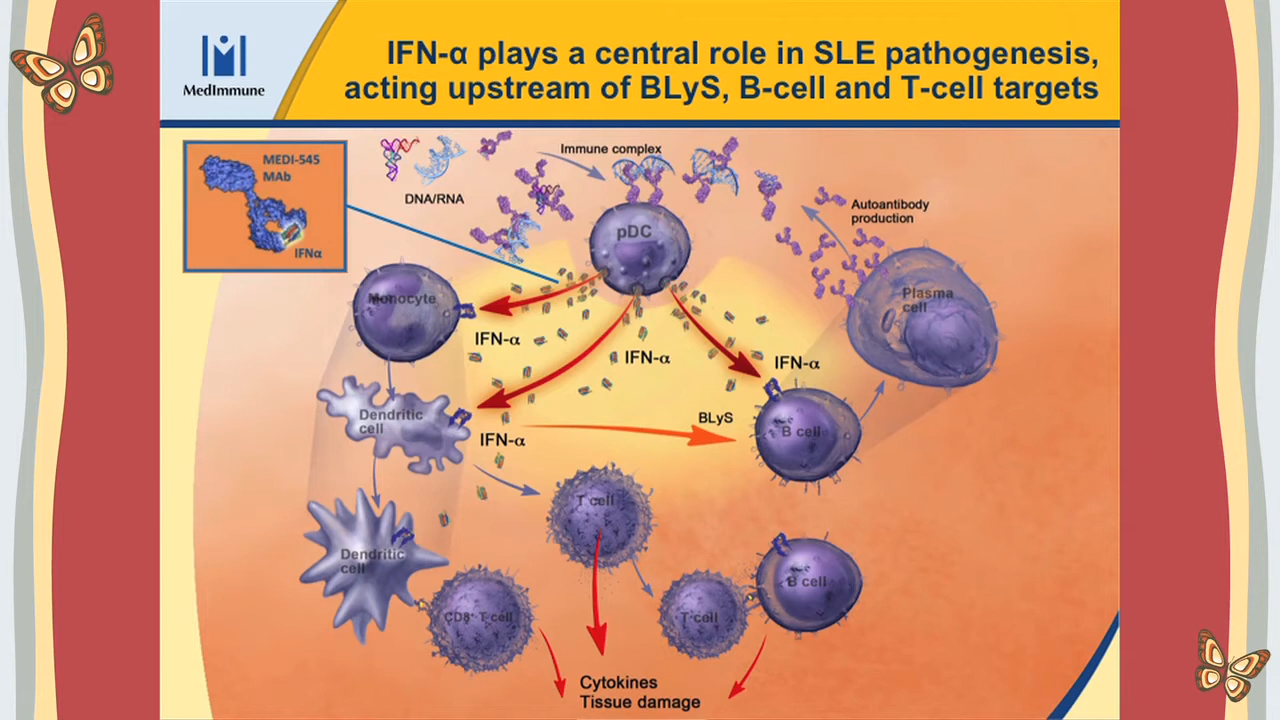 IFN-α plays a central role in SLE pathogenesis,
acting upstream of BLyS, B-cell and T-cell targets
MedImmune
MEDI-545
MAb
IFNα
DNA/RNA
Immune complex
pDC
Autoantibody
production
Monocyte
Plasma
cell
IFN-α
IFN-α
IFN-α
Dendritic
cell
IFN-α
BLyS
B cell
T cell
Dendritic
cell
CD8⁺ T cell
T cell
B cell
Cytokines
Tissue damage